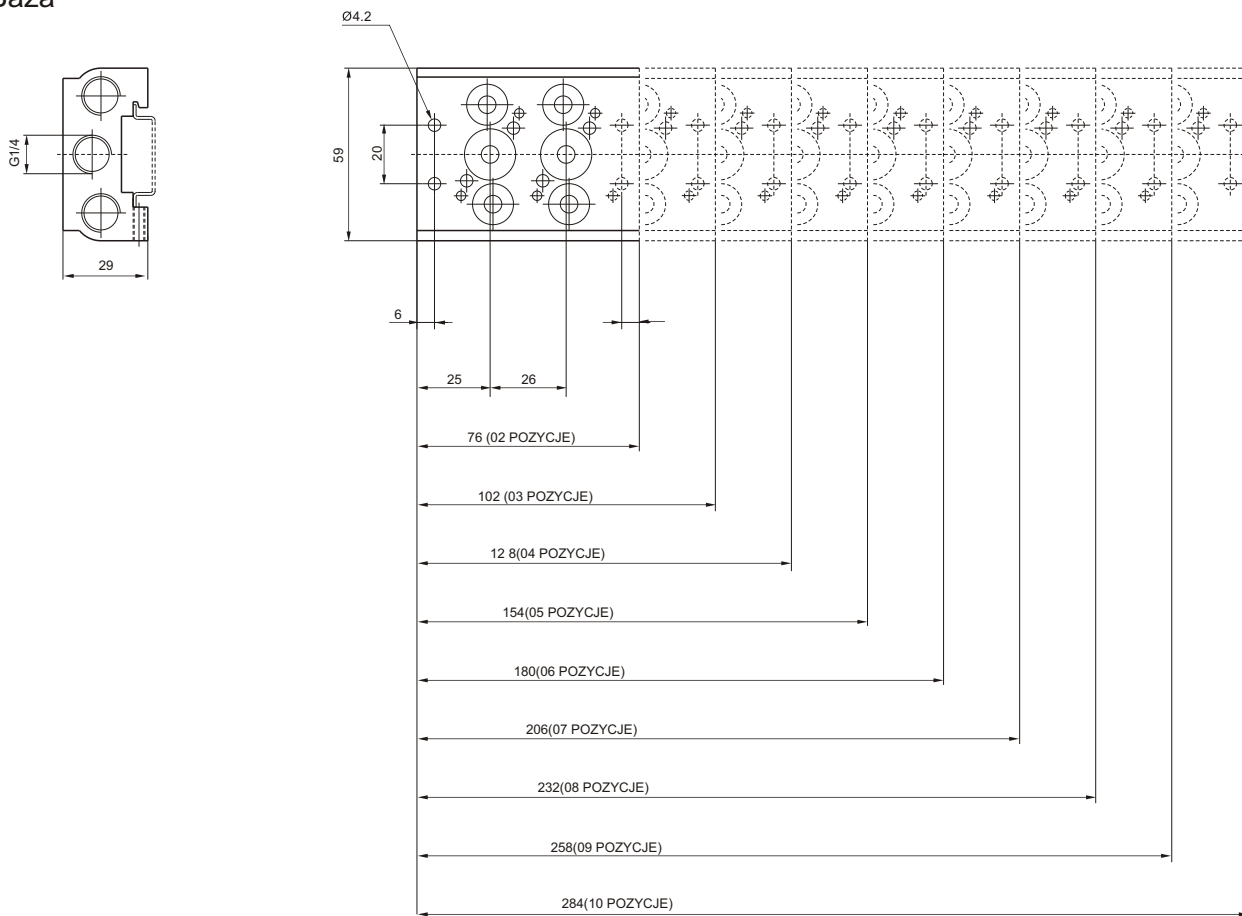 Baza
Ø4.2
G1/4
59
20
29
6
25
26
76 (02 POZYCJE)
102 (03 POZYCJE)
12 8(04 POZYCJE)
154(05 POZYCJE)
180(06 POZYCJE)
206(07 POZYCJE)
232(08 POZYCJE)
258(09 POZYCJE)
284(10 POZYCJE)